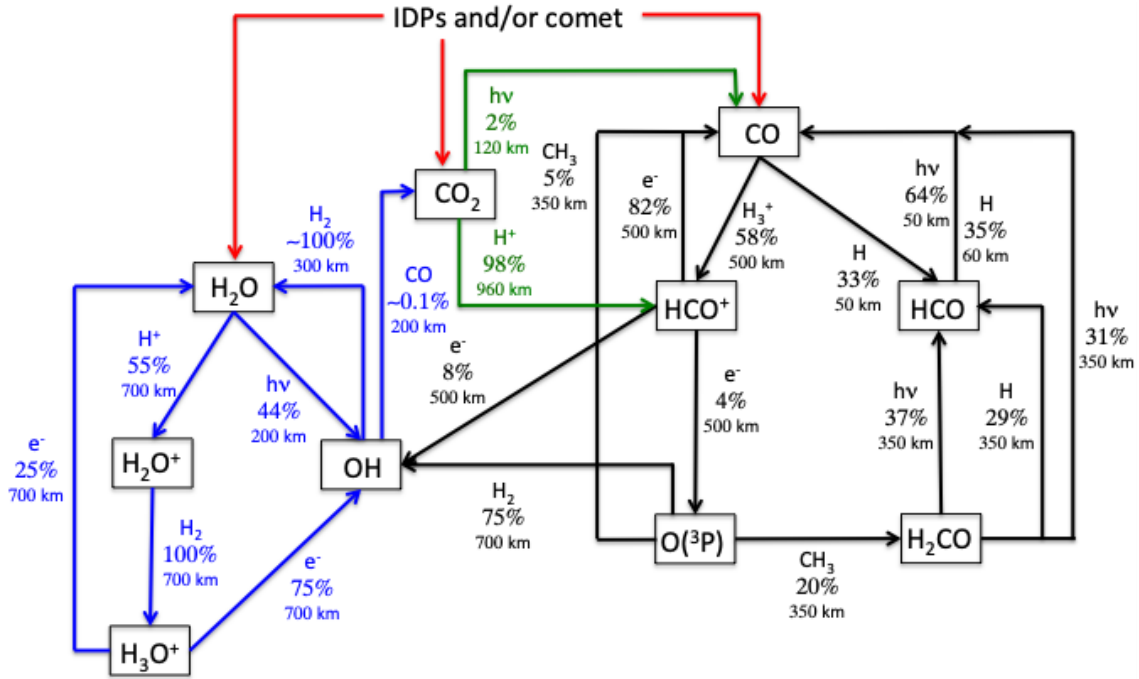 IDPs and/or comet
hν
2%
120 km
CO
CH₃
5%
350 km
e⁻
82%
500 km
H₃⁺
58%
500 km
hν
64%
50 km
H
35%
60 km
CO₂
H₂
~100%
300 km
H⁺
98%
960 km
H
33%
50 km
H₂O
CO
~0.1%
200 km
HCO⁺
HCO
hν
31%
350 km
H⁺
55%
700 km
hν
44%
200 km
e⁻
8%
500 km
e⁻
4%
500 km
hν
37%
350 km
H
29%
350 km
e⁻
25%
700 km
H₂O⁺
OH
H₂
75%
700 km
O(³P)
H₂CO
H₂
100%
700 km
e⁻
75%
700 km
CH₃
20%
350 km
H₃O⁺